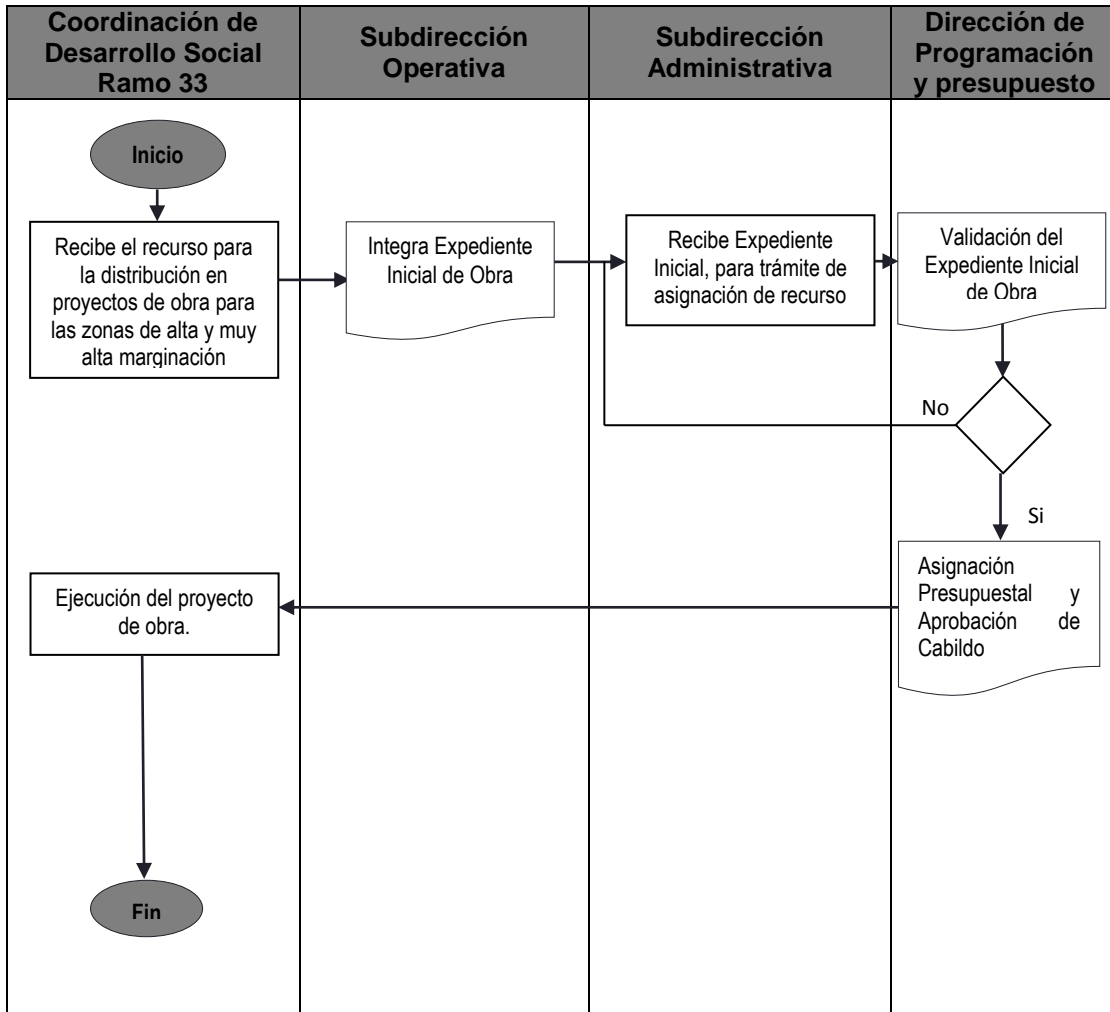 Coordinación de
Desarrollo Social
Ramo 33
Subdirección
Operativa
Subdirección
Administrativa
Dirección de
Programación
y presupuesto
Inicio
Recibe el recurso para
la distribución en
proyectos de obra para
las zonas de alta y muy
alta marginación
Integra Expediente
Inicial de Obra
Recibe Expediente
Inicial, para trámite de
asignación de recurso
Validación del
Expediente Inicial
de Obra
No
Si
Asignación
Presupuestal y
Aprobación de
Cabildo
Ejecución del proyecto
de obra.
Fin